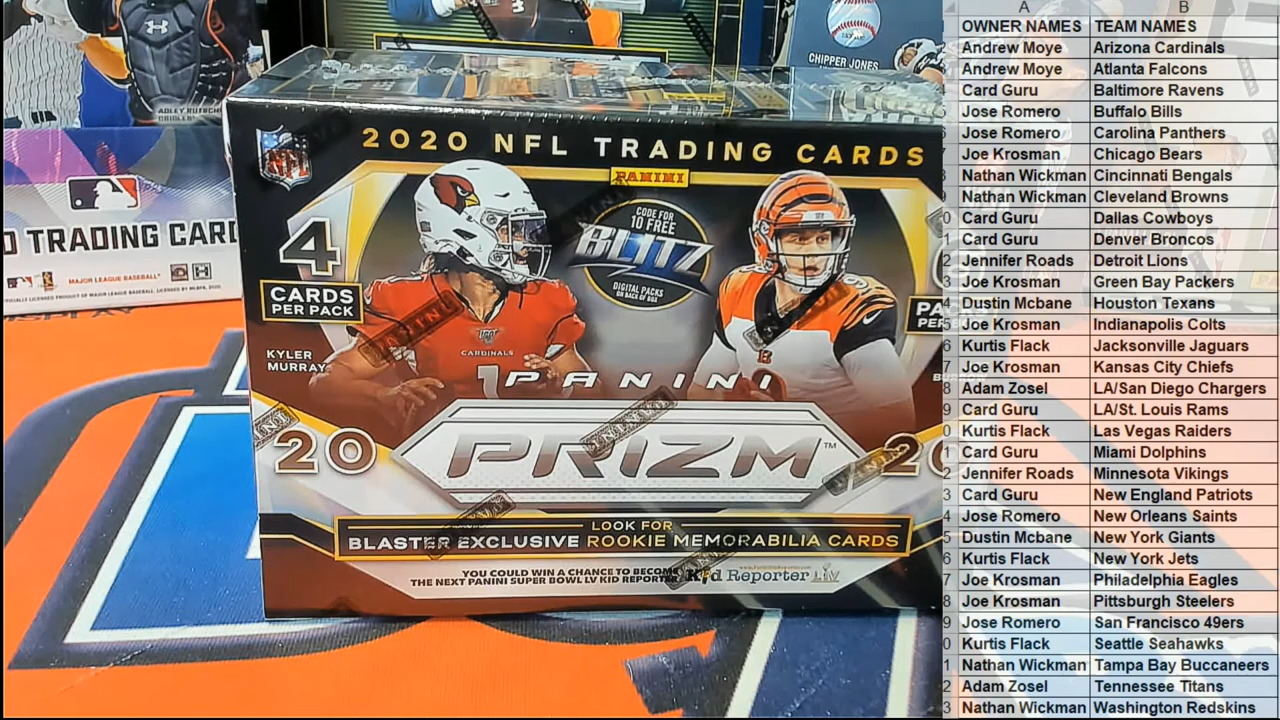 CHIPPER JONES
TRADING CARD
MAJOR LEAGUE BASEBALL
NFL
2020 NFL TRADING CARDS
PANINI
CODE FOR
10 FREE
BLITZ
DIGITAL PACKS
ON BACK OF BOX
4
CARDS
PER PACK
KYLER
MURRAY
CARDINALS
1
PANINI
20
PRIZM™
LOOK FOR
BLASTER EXCLUSIVE ROOKIE MEMORABILIA CARDS
YOU COULD WIN A CHANCE TO BECOME
THE NEXT PANINI SUPER BOWL LV KID REPORTER
Kid Reporter LIV
A B
OWNER NAMES TEAM NAMES
Andrew Moye Arizona Cardinals
Andrew Moye Atlanta Falcons
Card Guru Baltimore Ravens
Jose Romero Buffalo Bills
Jose Romero Carolina Panthers
Joe Krosman Chicago Bears
Nathan Wickman Cincinnati Bengals
Nathan Wickman Cleveland Browns
Card Guru Dallas Cowboys
Card Guru Denver Broncos
Jennifer Roads Detroit Lions
Joe Krosman Green Bay Packers
Dustin Mcbane Houston Texans
Joe Krosman Indianapolis Colts
Kurtis Flack Jacksonville Jaguars
Joe Krosman Kansas City Chiefs
Adam Zosel LA/San Diego Chargers
Card Guru LA/St. Louis Rams
Kurtis Flack Las Vegas Raiders
Card Guru Miami Dolphins
Jennifer Roads Minnesota Vikings
Card Guru New England Patriots
Jose Romero New Orleans Saints
Dustin Mcbane New York Giants
Kurtis Flack New York Jets
Joe Krosman Philadelphia Eagles
Joe Krosman Pittsburgh Steelers
Jose Romero San Francisco 49ers
Kurtis Flack Seattle Seahawks
Nathan Wickman Tampa Bay Buccaneers
Adam Zosel Tennessee Titans
Nathan Wickman Washington Redskins